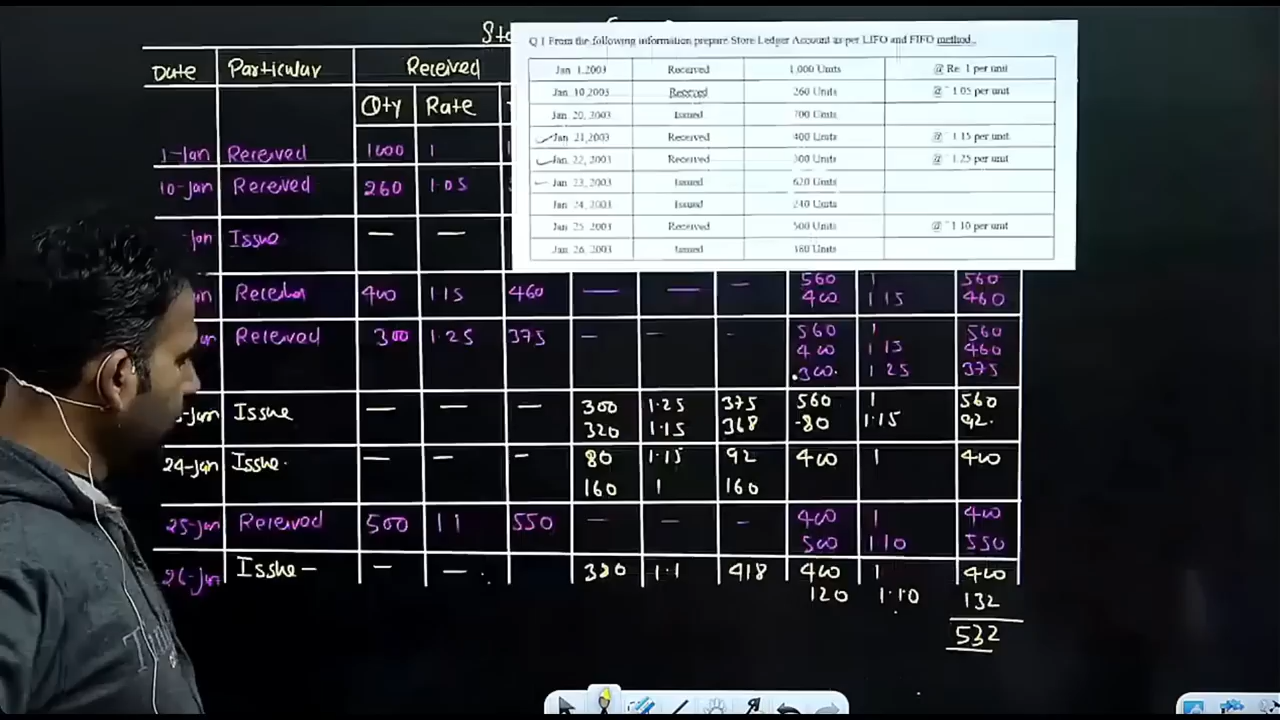 Sto
Q 1 From the following information prepare Store Ledger Account as per LIFO and FIFO method.
Jan 1,2003 Received 1,000 Units @ Re. 1 per unit
Jan. 10,2003 Received 260 Units @ 1.05 per unit
Jan. 20, 2003 Issued 700 Units
Jan. 21,2003 Received 400 Units @ 1.15 per unit
Jan. 22, 2003 Received 300 Units @ 1.25 per unit
Jan. 23, 2003 Issued 620 Units
Jan. 24, 2003 Issued 240 Units
Jan. 25. 2003 Received 500 Units @ 1.10 per unit
Jan. 26. 2003 Issued 380 Units
Date Particular Received
Qty Rate
1-Jan Received 1000 1
10-Jan Received 260 1.05
Jan Issue — —
400 1.15 460 — — — 560 1 560
400 1.15 460
Received 300 1.25 375 — — - 560 1 560
400 1.15 460
300 1.25 375
-Jan Issue — — — 300 1.25 375 560 1 560
320 1.15 368 80 1.15 92
24-Jan Issue — — — 80 1.15 92 400 1 400
160 1 160
25-Jan Received 500 1.1 550 — — - 400 1 400
500 1.10 550
26-Jan Issue — — — 380 1.1 418 400 1 400
120 1.10 132
532